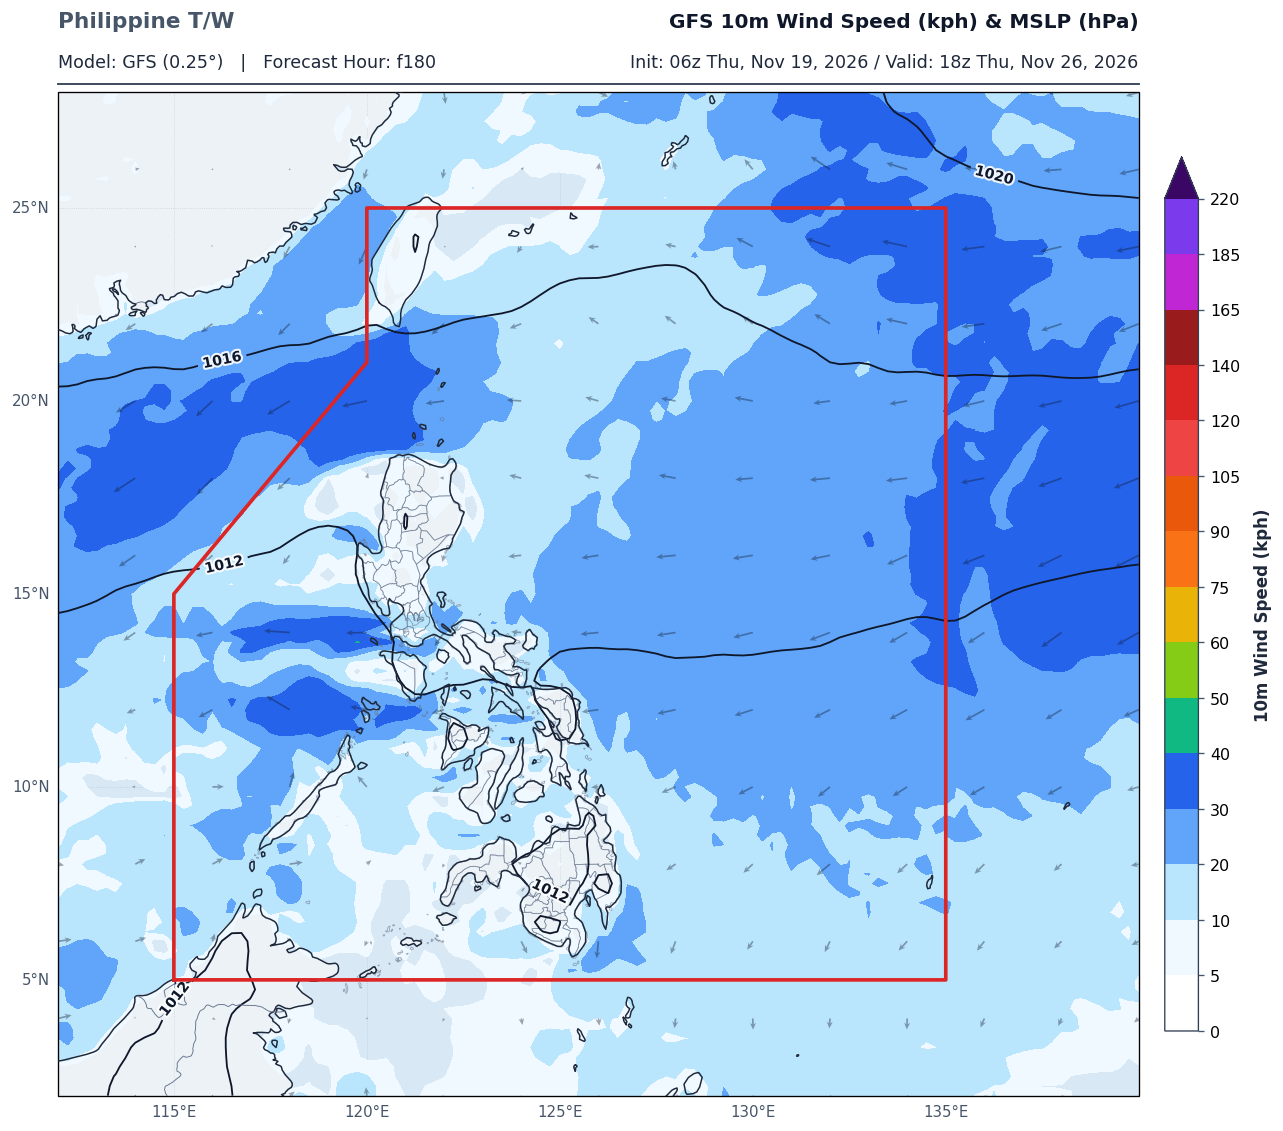 Philippine T/W
GFS 10m Wind Speed (kph) & MSLP (hPa)
Model: GFS (0.25°) | Forecast Hour: f180
Init: 06z Thu, Nov 19, 2026 / Valid: 18z Thu, Nov 26, 2026
1020
1016
1012
1012
1012
25°N
20°N
15°N
10°N
5°N
115°E
120°E
125°E
130°E
135°E
220
185
165
140
120
105
90
75
60
50
40
30
20
10
5
0
10m Wind Speed (kph)